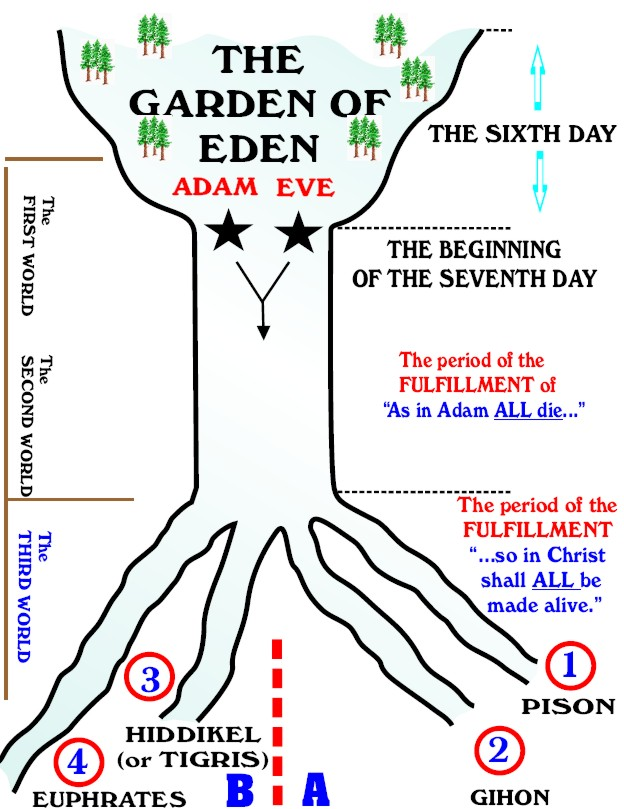 THE
GARDEN OF
EDEN
ADAM EVE
THE SIXTH DAY
THE BEGINNING
OF THE SEVENTH DAY
The
FIRST WORLD
The
SECOND WORLD
The
THIRD WORLD
The period of the
FULFILLMENT of
“As in Adam ALL die...”
The period of the
FULFILLMENT
“...so in Christ
shall ALL be
made alive.”
1
PISON
2
GIHON
3
HIDDIKEL
(or TIGRIS)
4
EUPHRATES
B A